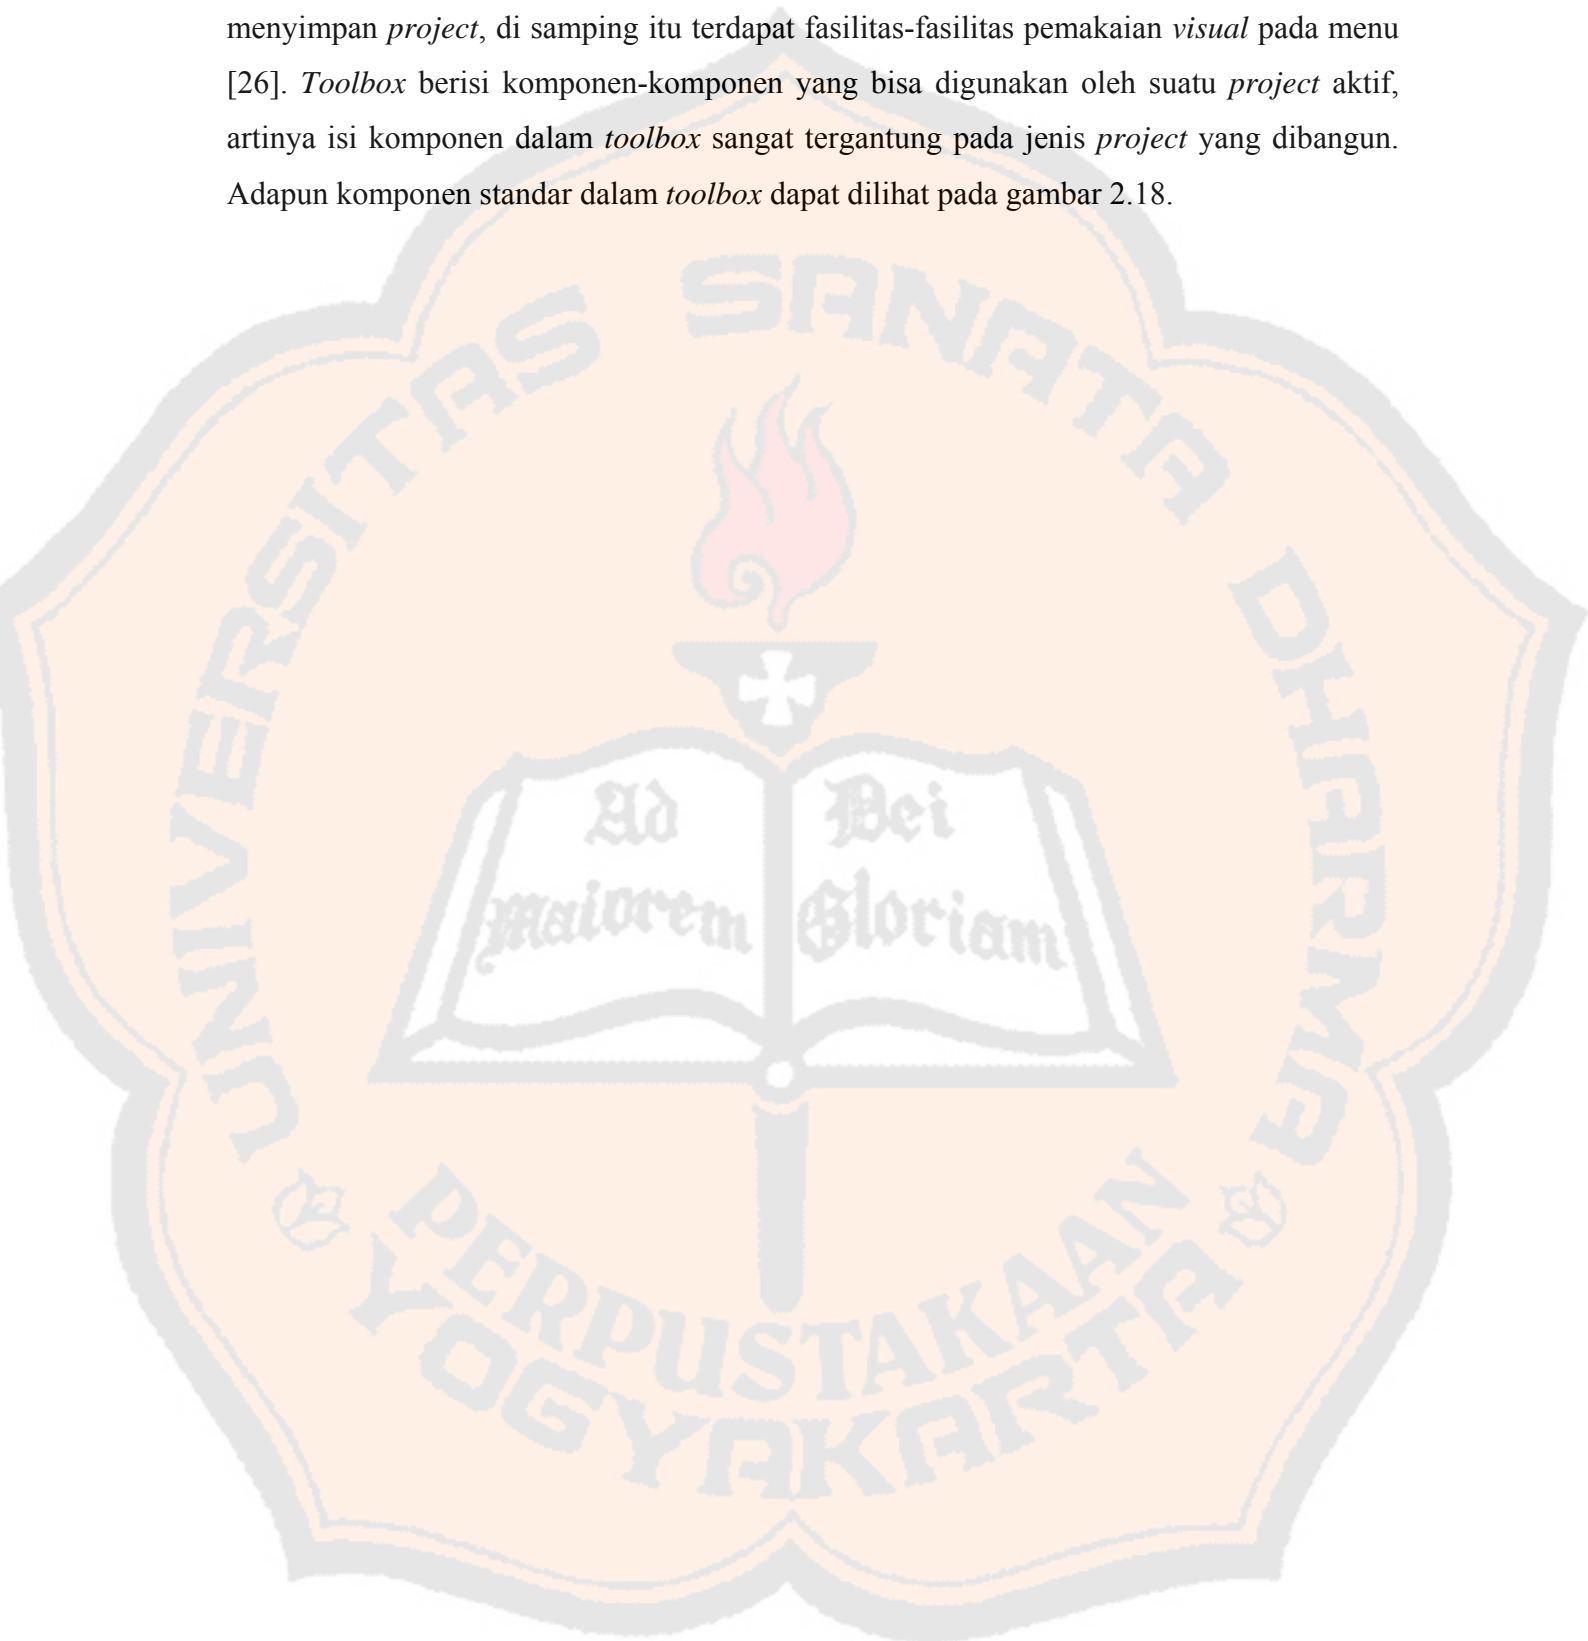 menyimpan project, di samping itu terdapat fasilitas-fasilitas pemakaian visual pada menu
[26]. Toolbox berisi komponen-komponen yang bisa digunakan oleh suatu project aktif,
artinya isi komponen dalam toolbox sangat tergantung pada jenis project yang dibangun.
Adapun komponen standar dalam toolbox dapat dilihat pada gambar 2.18.
UNIVERSITAS SANATA DHARMA
Ad Dei
maiorem Gloriam
PERPUSTAKAAN
YOGYAKARTA